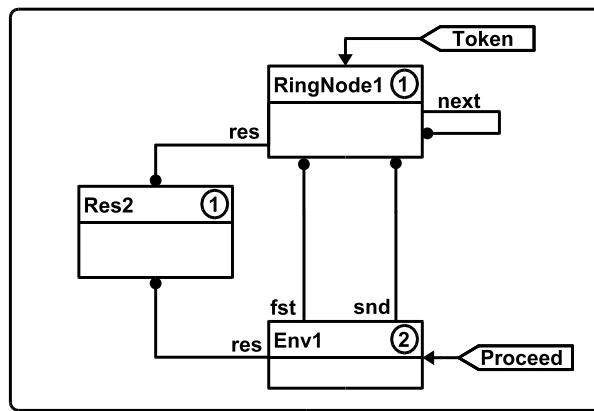 Token
RingNode1 1
next
res
Res2 1
fst snd
res Env1 2
Proceed